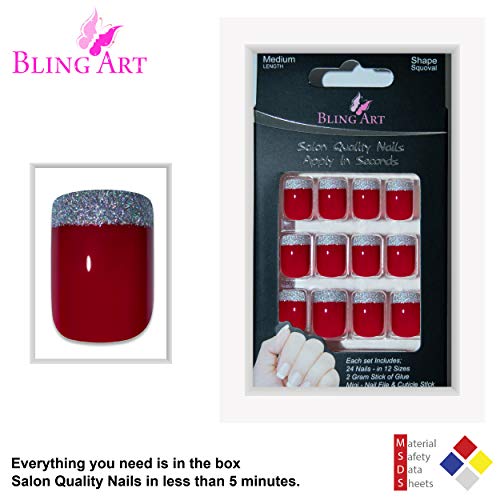 BLING ART
Medium
LENGTH
Shape
Squoval
BLING ART
Salon Quality Nails
Apply In Seconds
Each set Includes:
24 Nails - in 12 Sizes
2 Gram Stick of Glue
Mini - Nail File & Cuticle Stick
Everything you need is in the box
Salon Quality Nails in less than 5 minutes.
M Material
S Safety
D Data
S Sheets